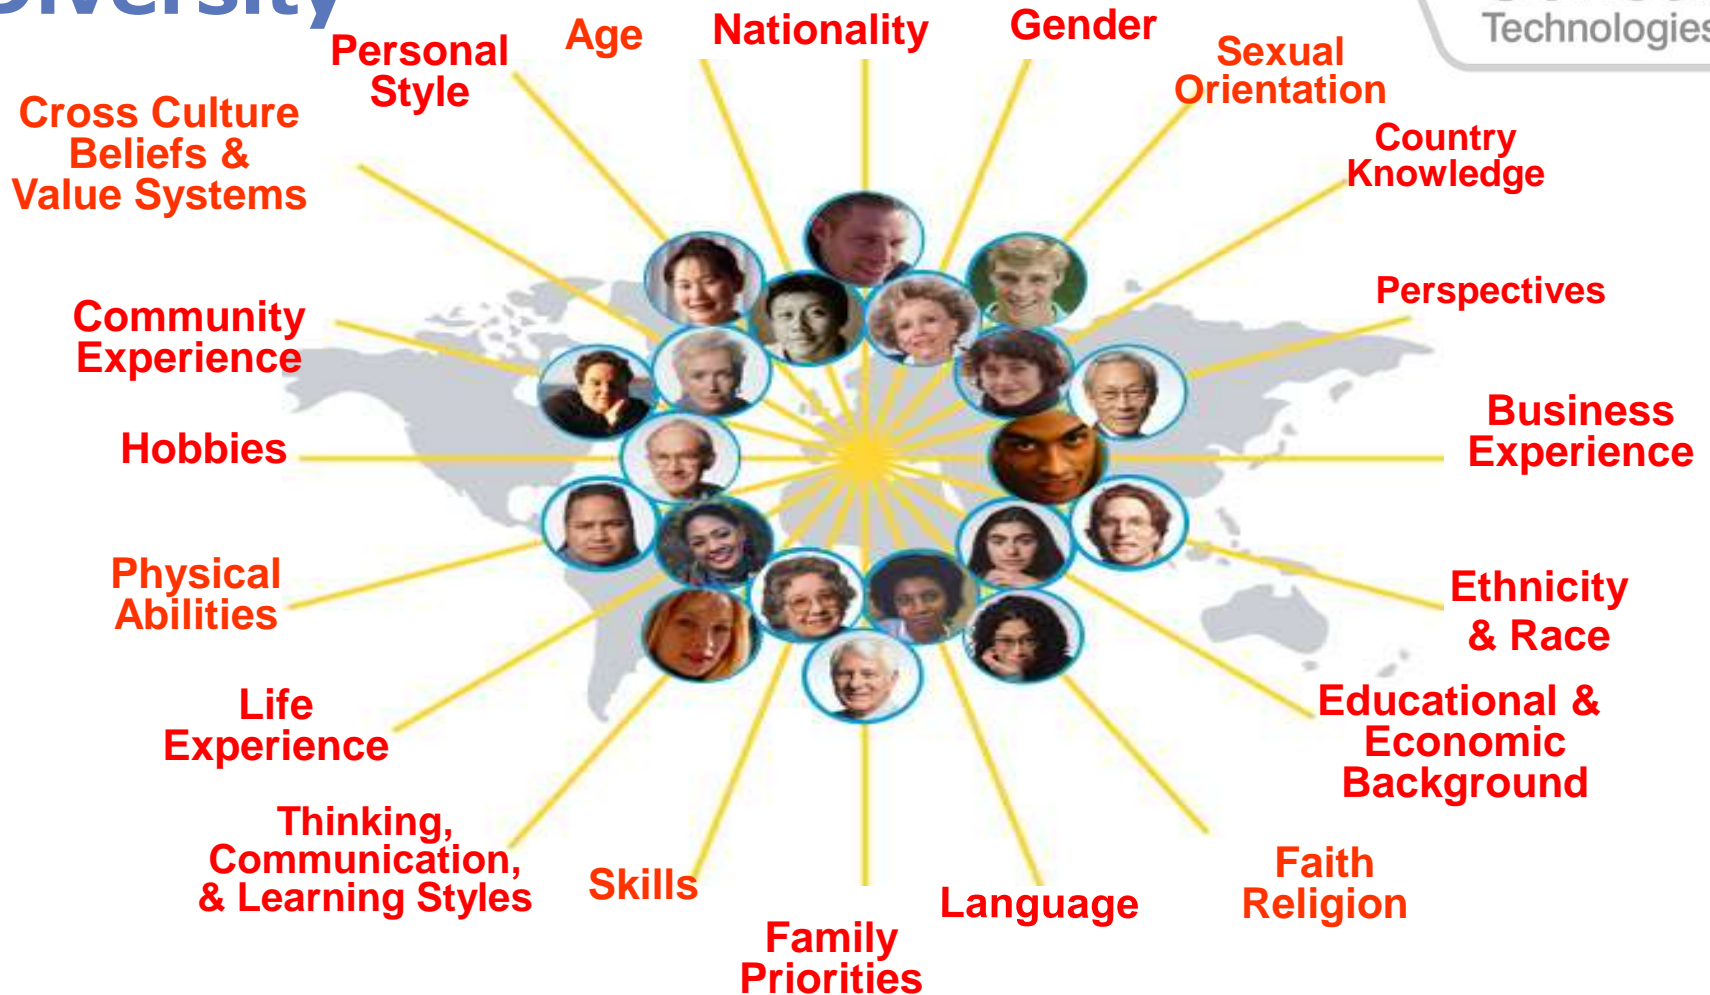 Diversity
Technologies
Personal
Style
Age
Nationality
Gender
Sexual
Orientation
Cross Culture
Beliefs &
Value Systems
Country
Knowledge
Community
Experience
Perspectives
Hobbies
Business
Experience
Physical
Abilities
Ethnicity
& Race
Life
Experience
Educational &
Economic
Background
Thinking,
Communication,
& Learning Styles
Skills
Faith
Religion
Language
Family
Priorities